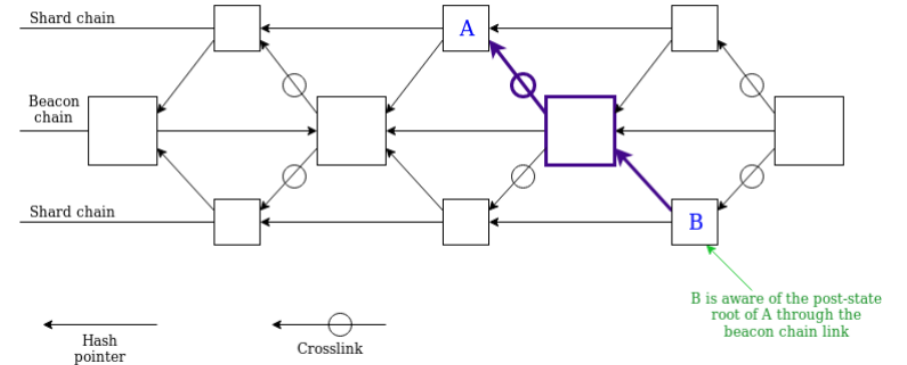 Shard chain
A
Beacon
chain
Shard chain
B
B is aware of the post-state
root of A through the
beacon chain link
Hash
pointer
Crosslink